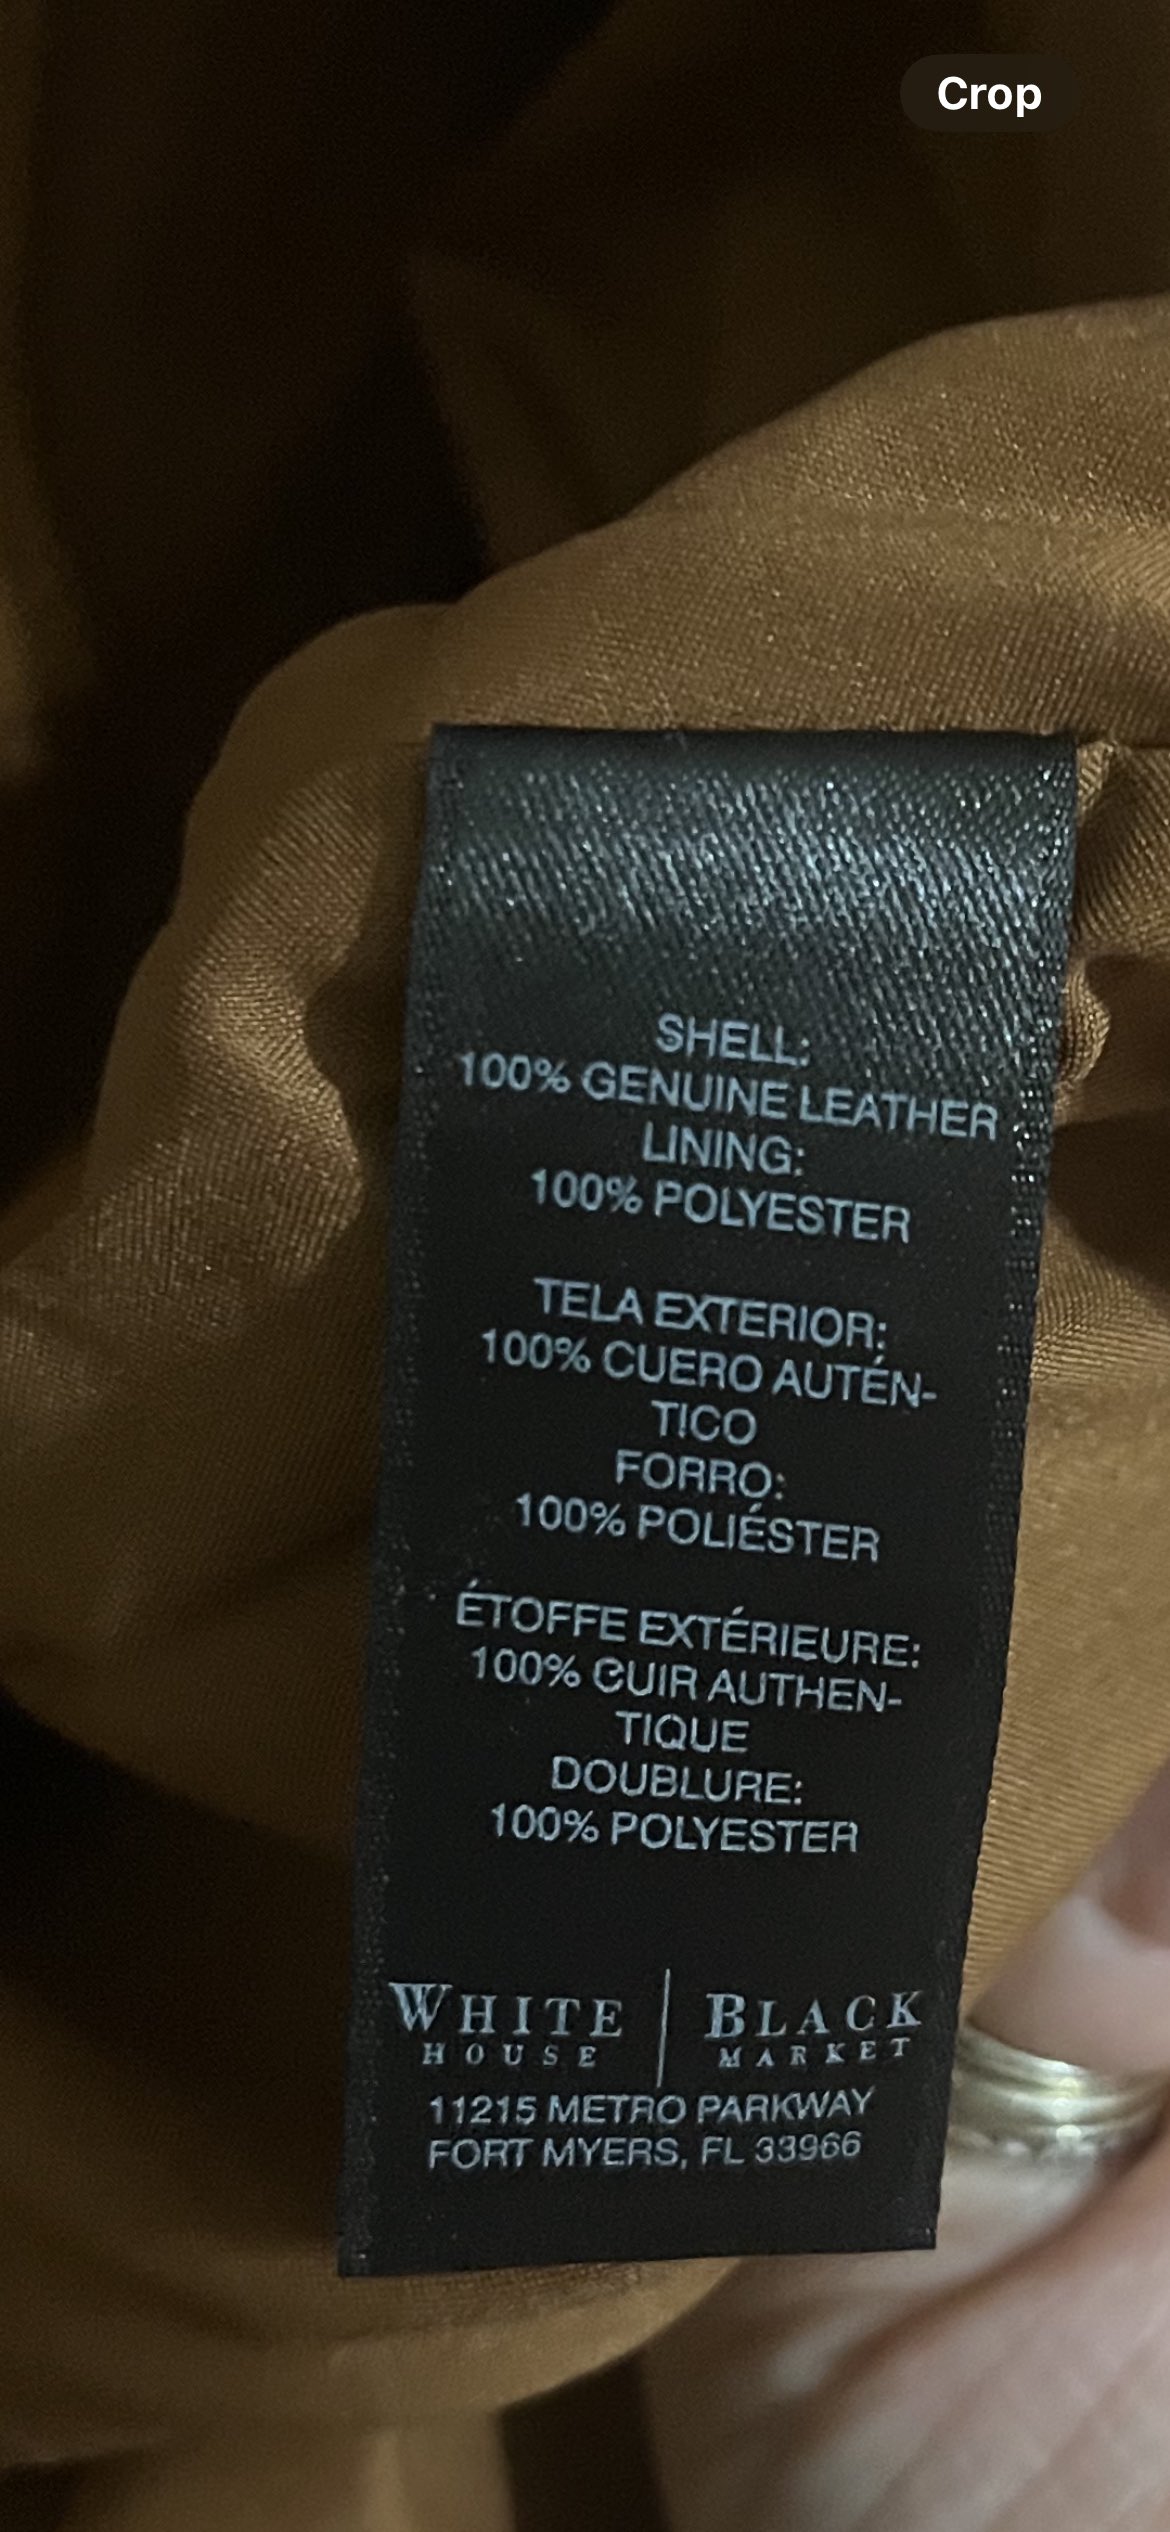 Crop
SHELL:
100% GENUINE LEATHER
LINING:
100% POLYESTER
TELA EXTERIOR:
100% CUERO AUTÉN-
TICO
FORRO:
100% POLIÉSTER
ÉTOFFE EXTÉRIEURE:
100% CUIR AUTHEN-
TIQUE
DOUBLURE:
100% POLYESTER
WHITE | BLACK
HOUSE MARKET
11215 METRO PARKWAY
FORT MYERS, FL 33966